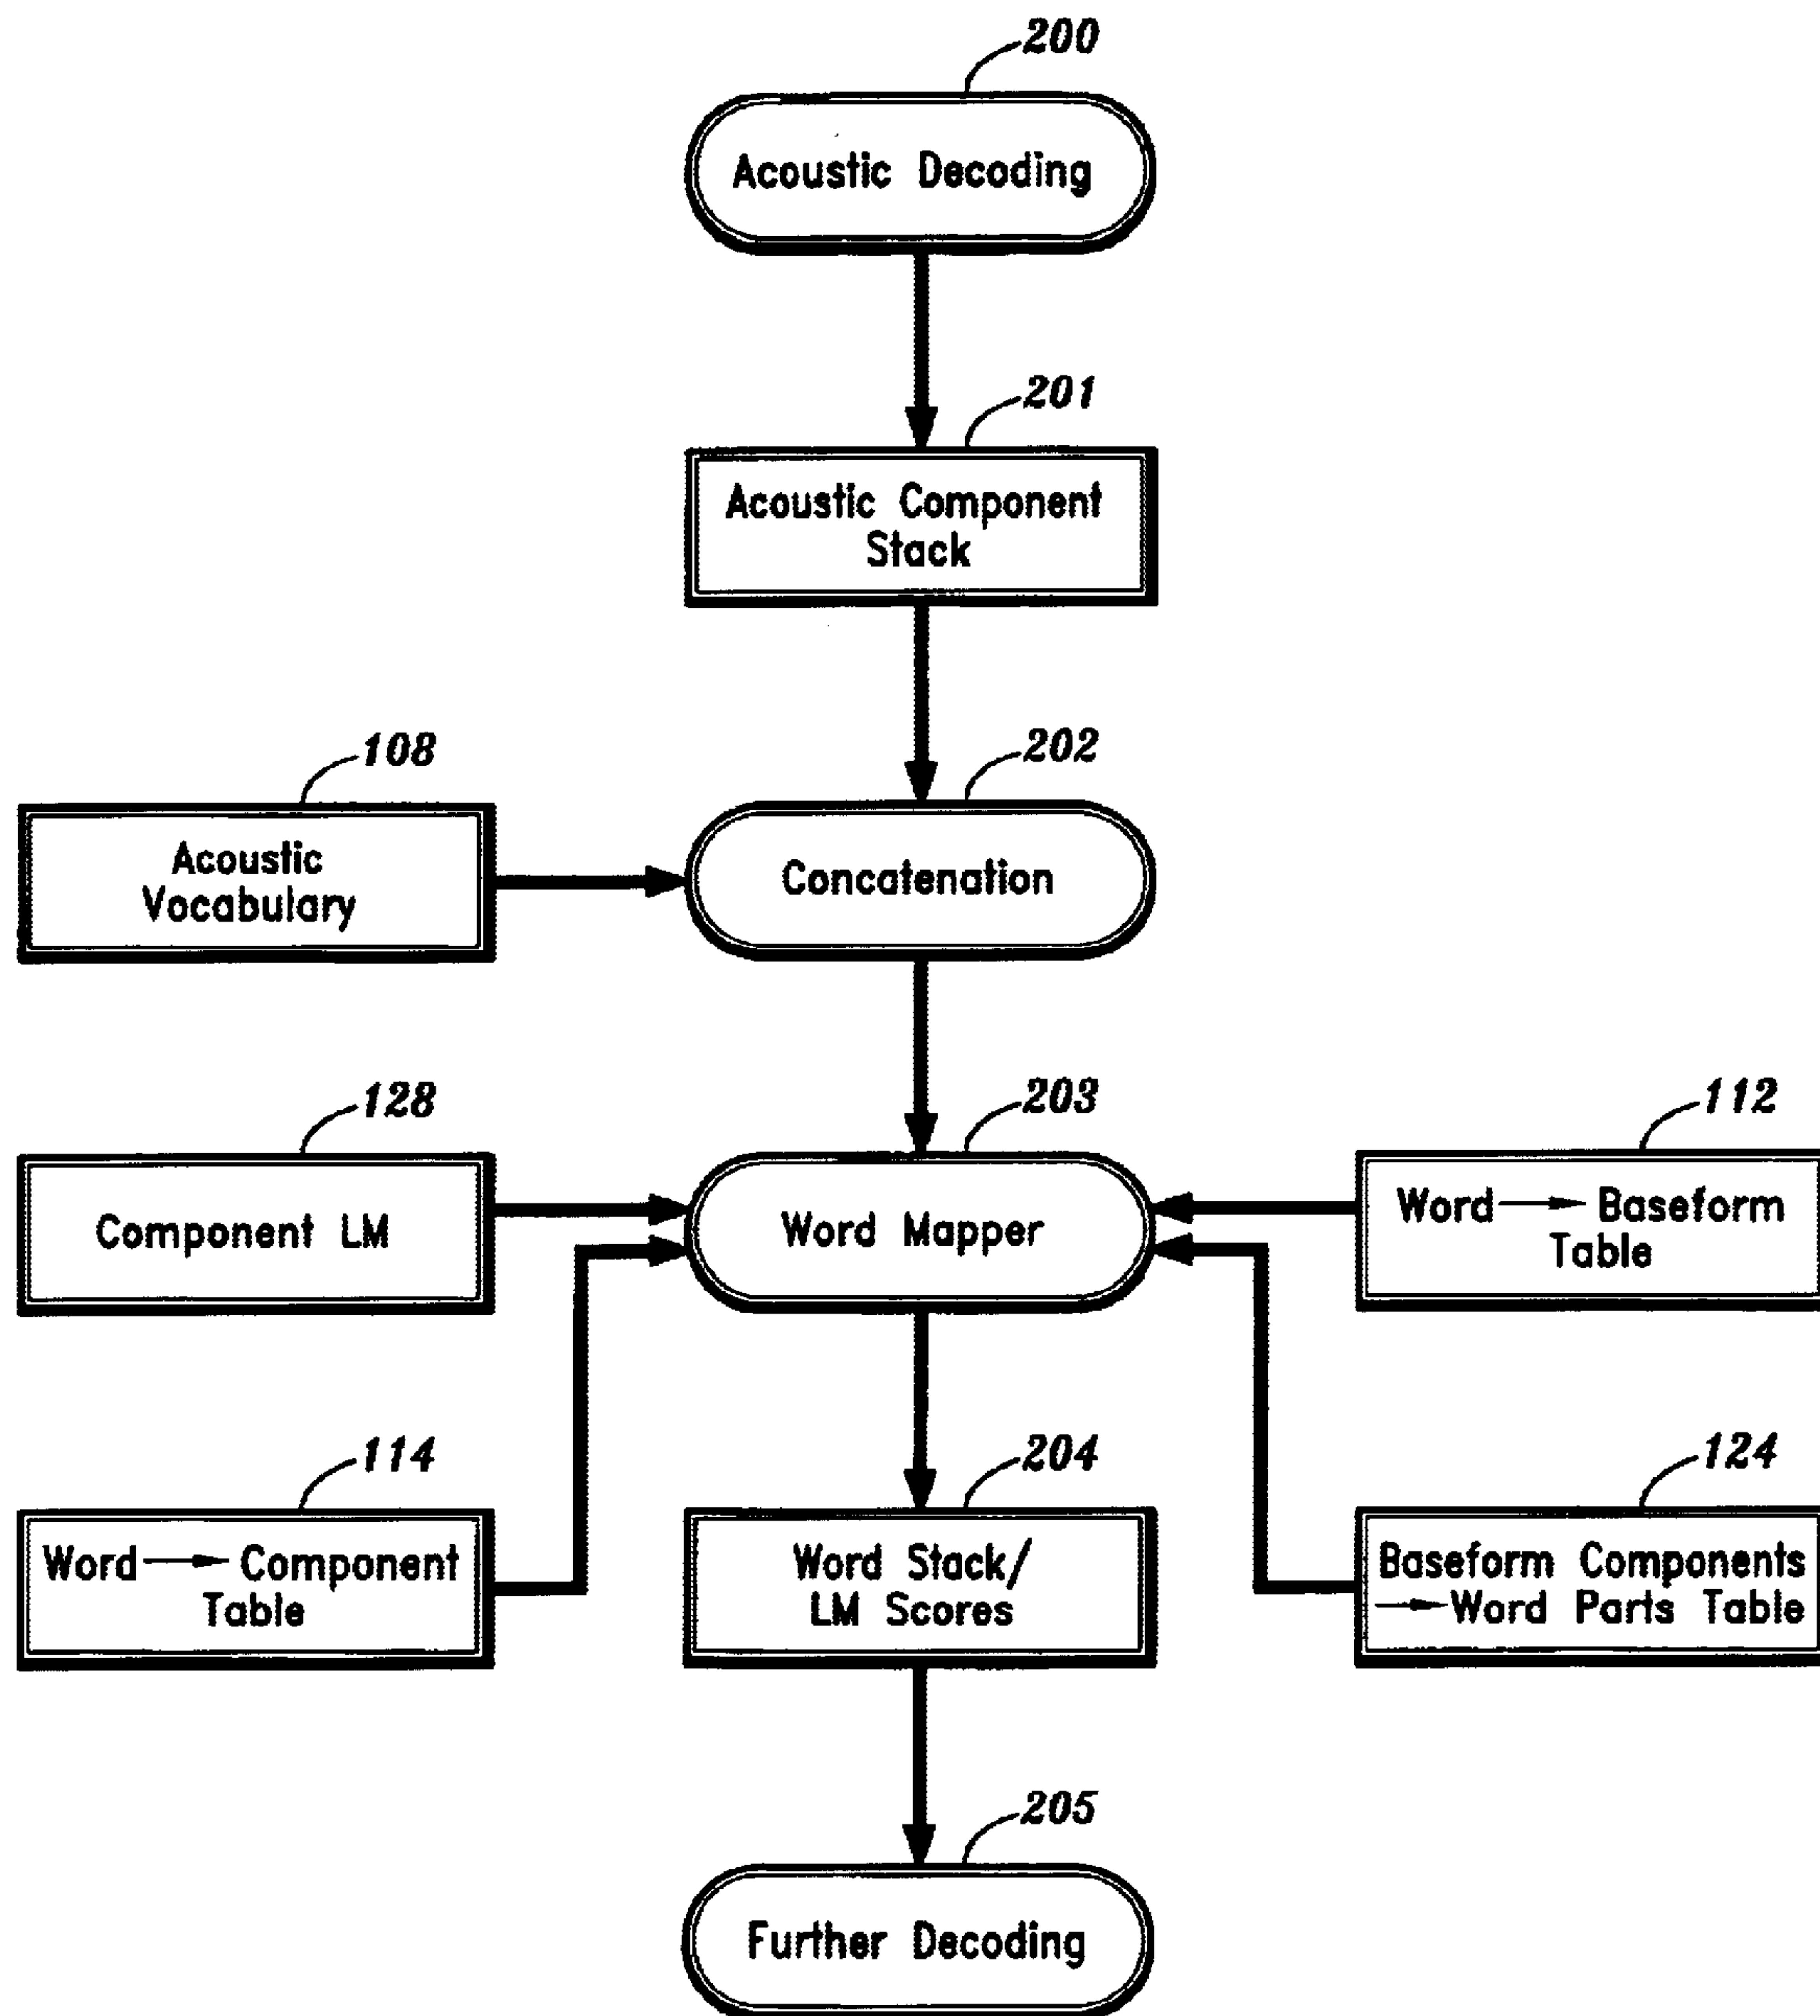 200
Acoustic Decoding
201
Acoustic Component
Stack
108
202
Acoustic
Vocabulary
Concatenation
128
203
112
Component LM
Word Mapper
Word → Baseform
Table
114
204
124
Word → Component
Table
Word Stack/
LM Scores
Baseform Components
→ Word Parts Table
205
Further Decoding